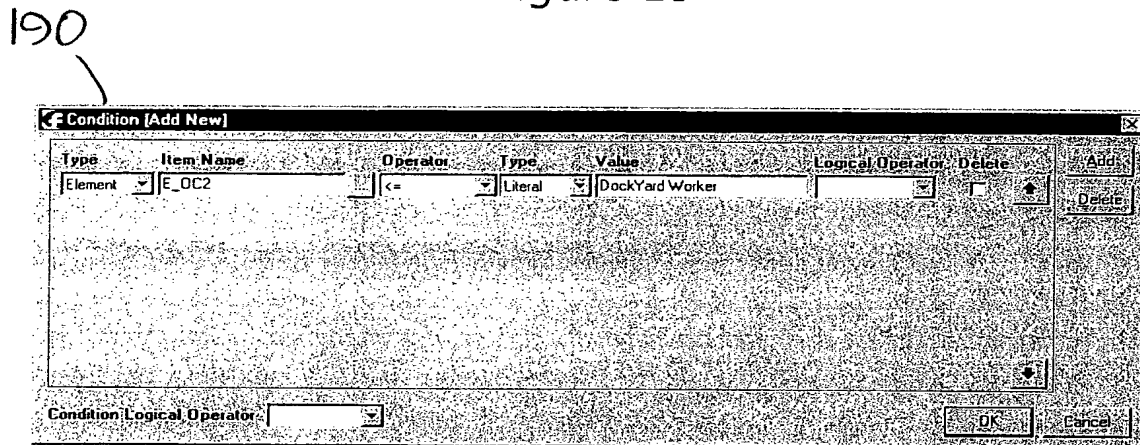 190
Condition [Add New]
Type Item Name Operator Type Value Logical Operator Delete Add
Element E_OC2 <= Literal DockYard Worker
Delete
Condition Logical Operator OK Cancel